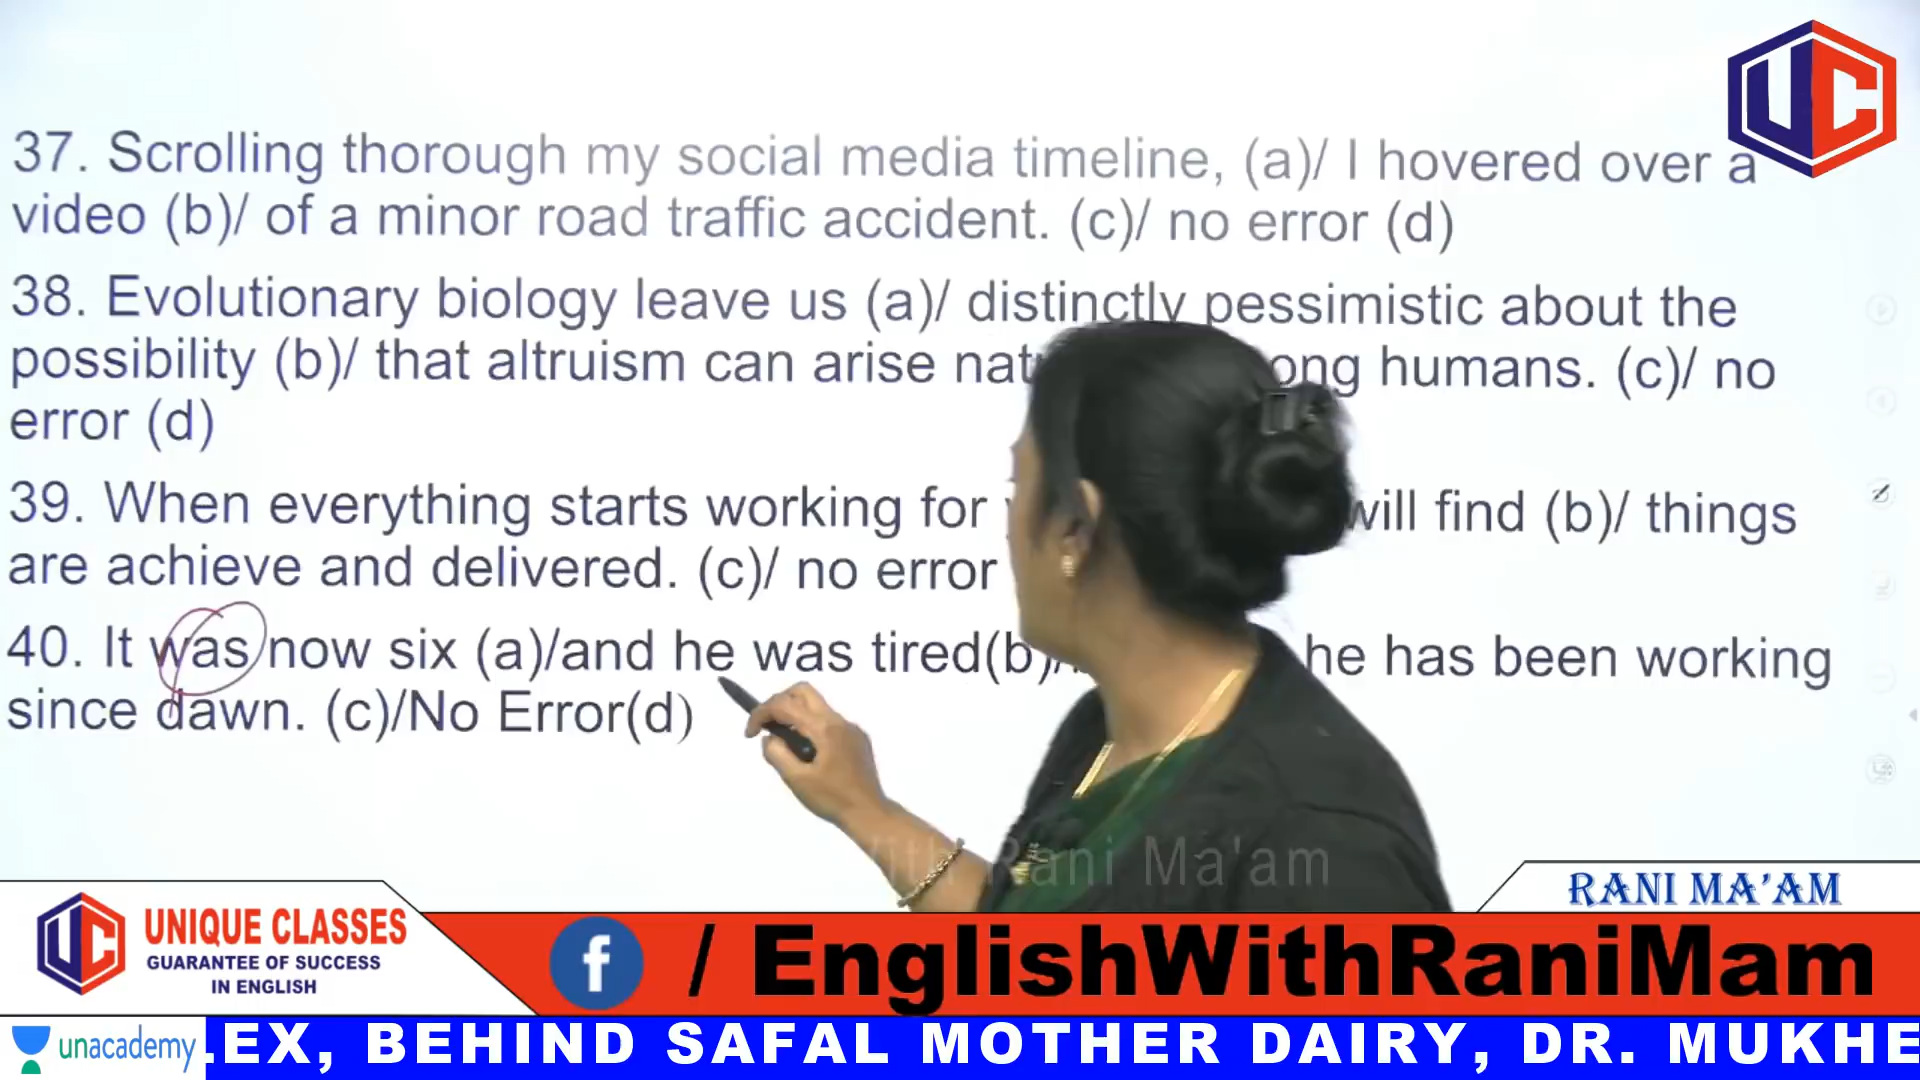 37. Scrolling thorough my social media timeline, (a)/ I hovered over a
video (b)/ of a minor road traffic accident. (c)/ no error (d)
38. Evolutionary biology leave us (a)/ distinctly pessimistic about the
possibility (b)/ that altruism can arise humans. (c)/ no
error (d)
39. When everything starts working for will find (b)/ things
are achieve and delivered. (c)/ no error
40. It was now six (a)/and he was tired(b)/ he has been working
since dawn. (c)/No Error(d)
With Rani Ma'am
RANI MA'AM
UC
UC
UNIQUE CLASSES
GUARANTEE OF SUCCESS
IN ENGLISH
f / EnglishWithRaniMam
unacademy
LEX, BEHIND SAFAL MOTHER DAIRY, DR. MUKHE